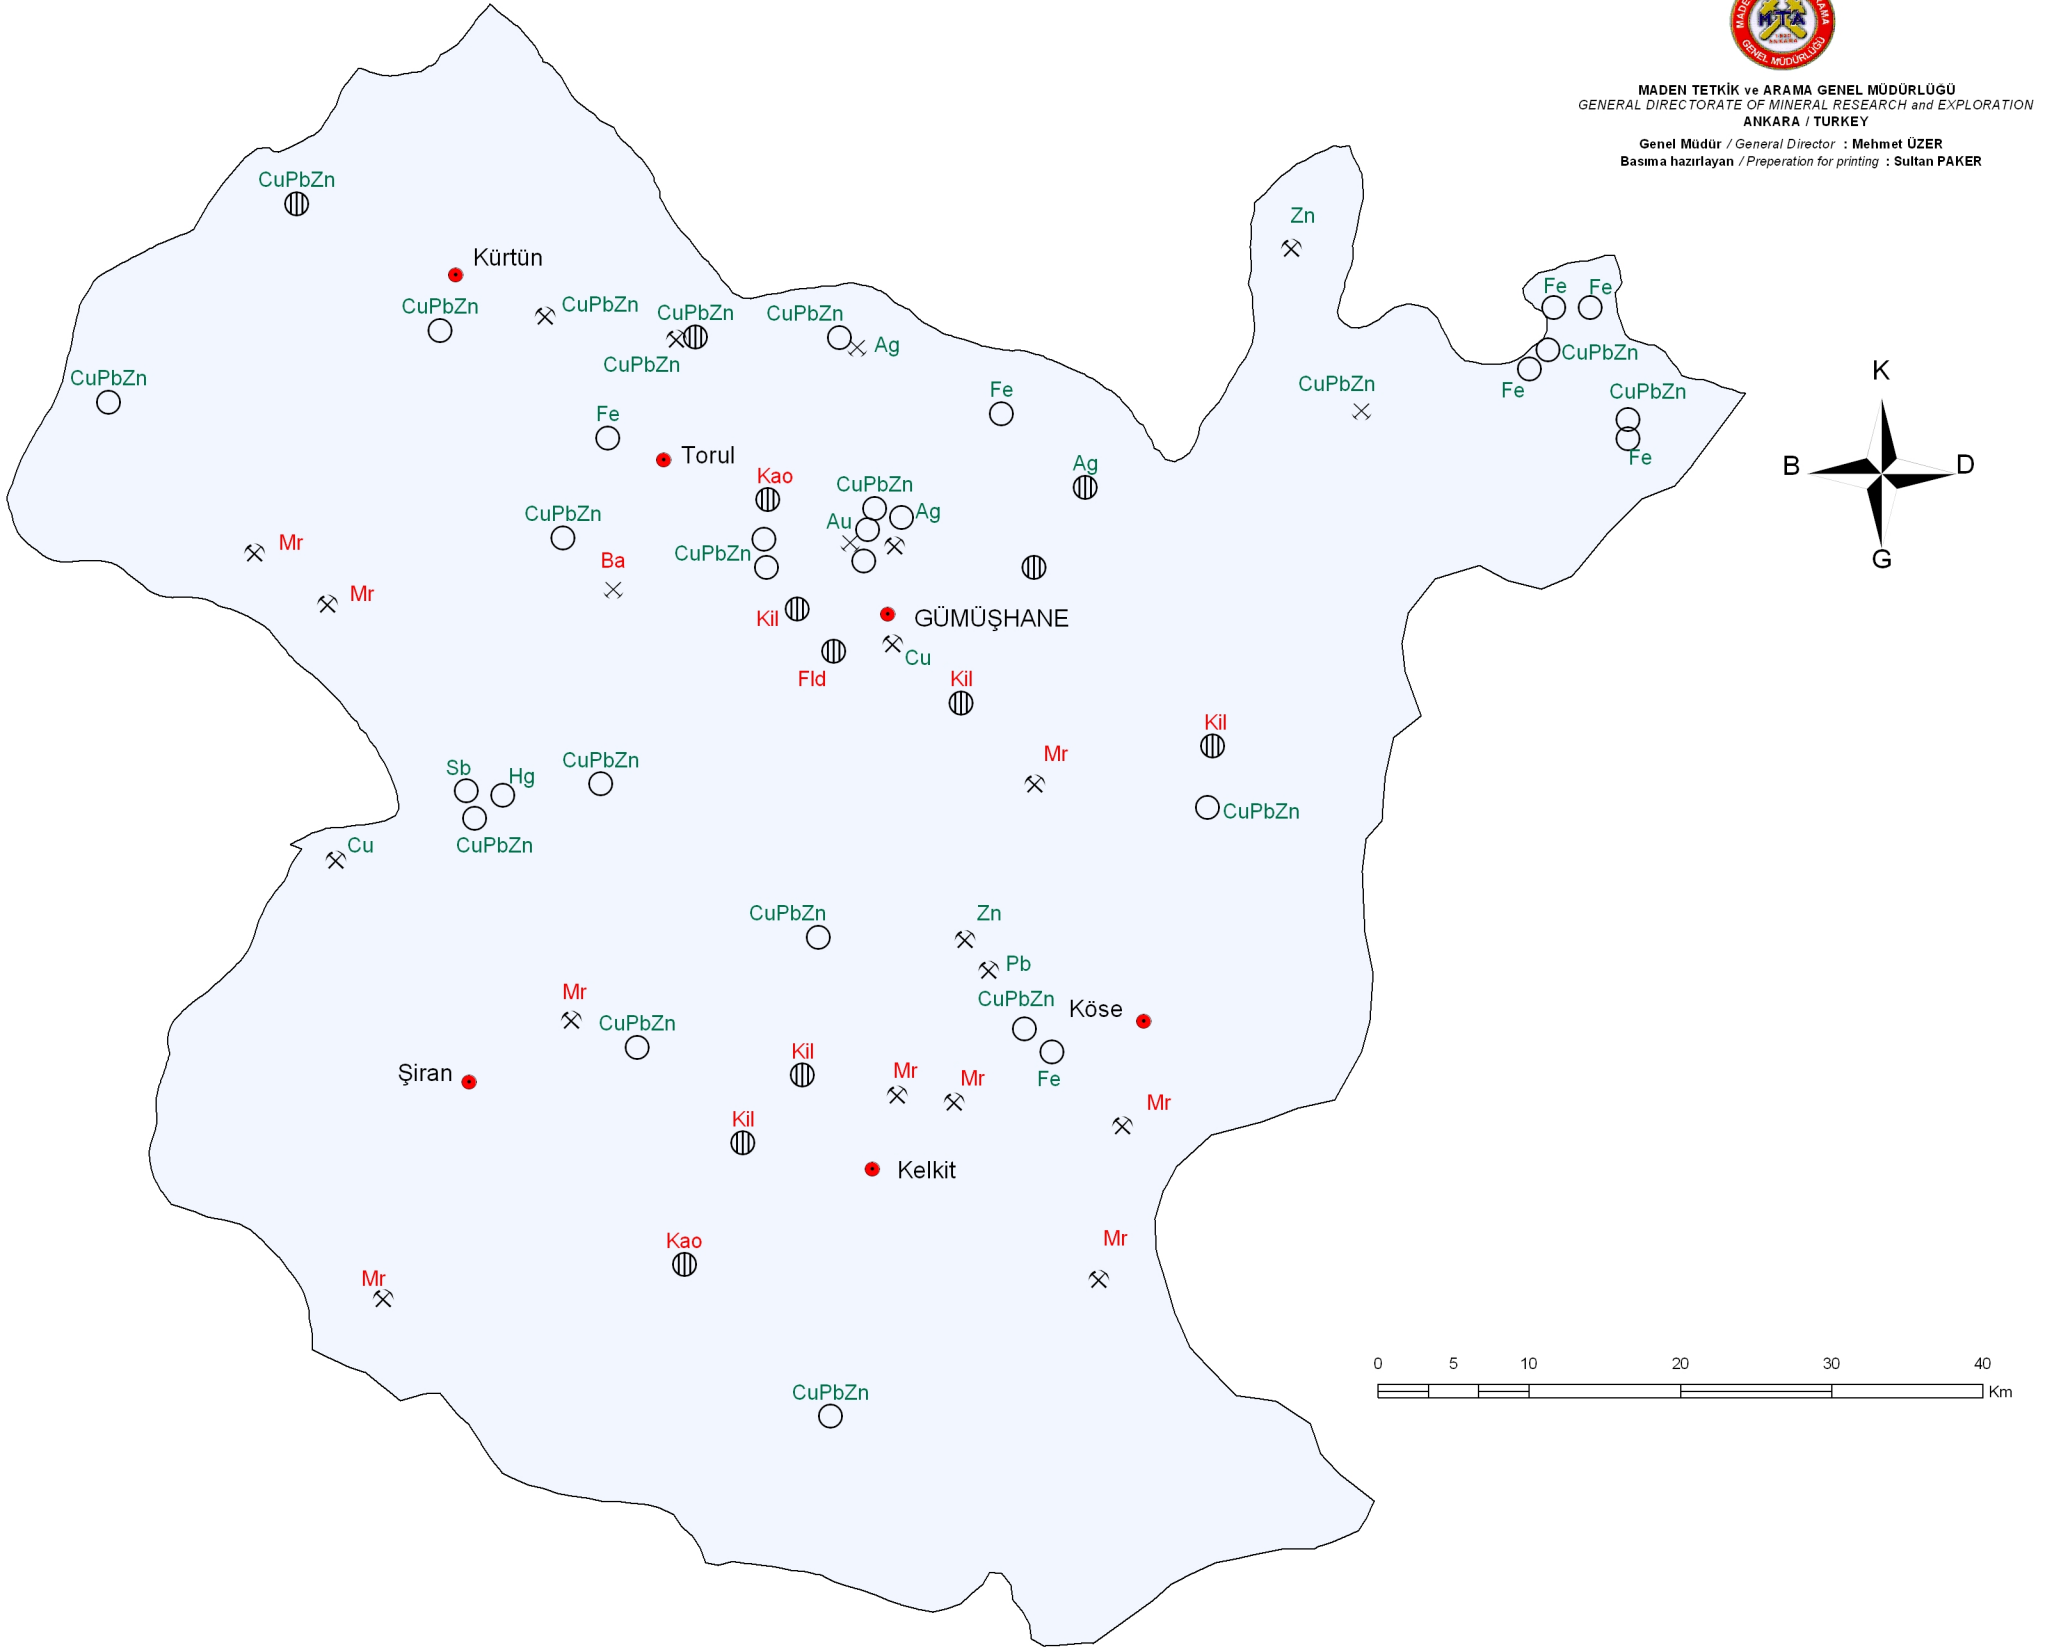 MTA
GENEL MÜDÜRLÜĞÜ
MADEN TETKİK ve ARAMA GENEL MÜDÜRLÜĞÜ
GENERAL DIRECTORATE OF MINERAL RESEARCH and EXPLORATION
ANKARA / TURKEY
Genel Müdür / General Director : Mehmet ÜZER
Basıma hazırlayan / Preperation for printing : Sultan PAKER
CuPbZn
Zn
Kürtün
Fe
Fe
CuPbZn
CuPbZn
CuPbZn
CuPbZn
Ag
CuPbZn
CuPbZn
K
CuPbZn
CuPbZn
Fe
Fe
CuPbZn
Fe
Torul
Fe
B
D
Ag
Kao
CuPbZn
CuPbZn
Au
Ag
Mr
CuPbZn
Ba
G
Mr
Kil
GÜMÜŞHANE
Cu
Fld
Kil
Kil
Mr
CuPbZn
Sb
Hg
CuPbZn
CuPbZn
Cu
CuPbZn
Zn
Pb
Mr
CuPbZn
Köse
CuPbZn
Kil
Şiran
Mr
Mr
Fe
Mr
Kil
Kelkit
Kao
Mr
Mr
0 5 10 20 30 40
Km
CuPbZn